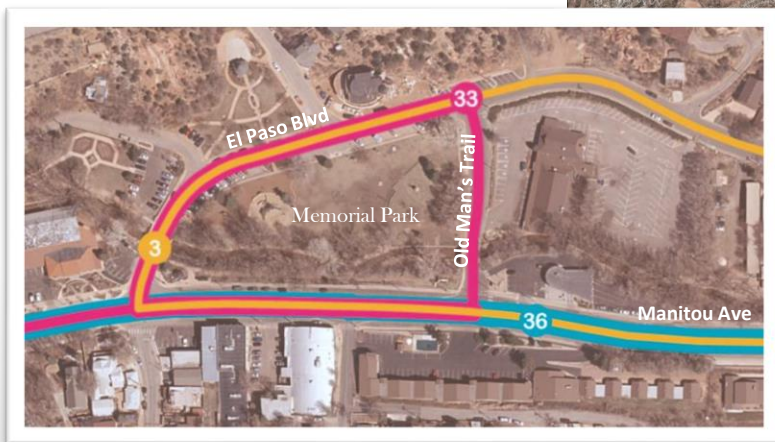 33
El Paso Blvd
Old Man's Trail
Memorial Park
3
36
Manitou Ave